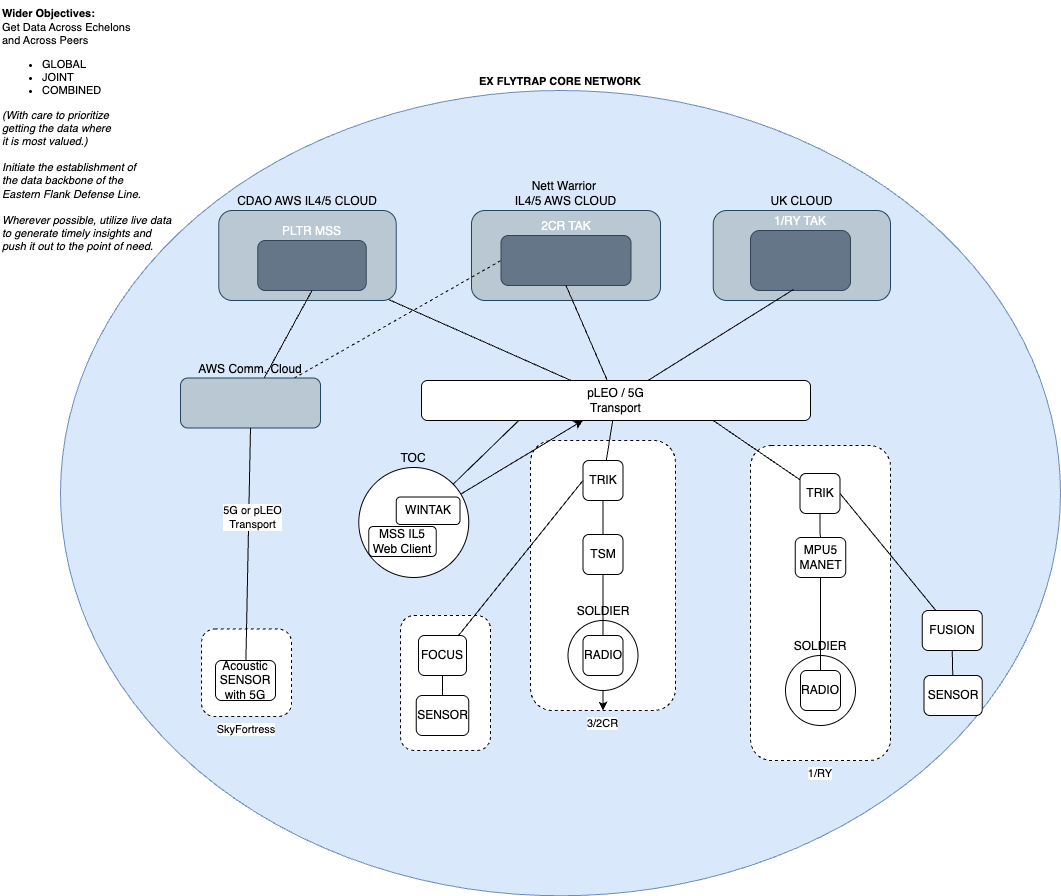 Wider Objectives:
Get Data Across Echelons
and Across Peers
• GLOBAL
• JOINT
• COMBINED
(With care to prioritize
getting the data where
it is most valued.)
Initiate the establishment of
the data backbone of the
Eastern Flank Defense Line.
Wherever possible, utilize live data
to generate timely insights and
push it out to the point of need.
EX FLYTRAP CORE NETWORK
CDAO AWS IL4/5 CLOUD
PLTR MSS
Nett Warrior
IL4/5 AWS CLOUD
2CR TAK
UK CLOUD
1/RY TAK
AWS Comm. Cloud
pLEO / 5G
Transport
5G or pLEO
Transport
TOC
WINTAK
MSS IL5
Web Client
TRIK
TSM
SOLDIER
RADIO
3/2CR
TRIK
MPU5
MANET
SOLDIER
RADIO
1/RY
FUSION
SENSOR
FOCUS
SENSOR
Acoustic
SENSOR
with 5G
SkyFortress